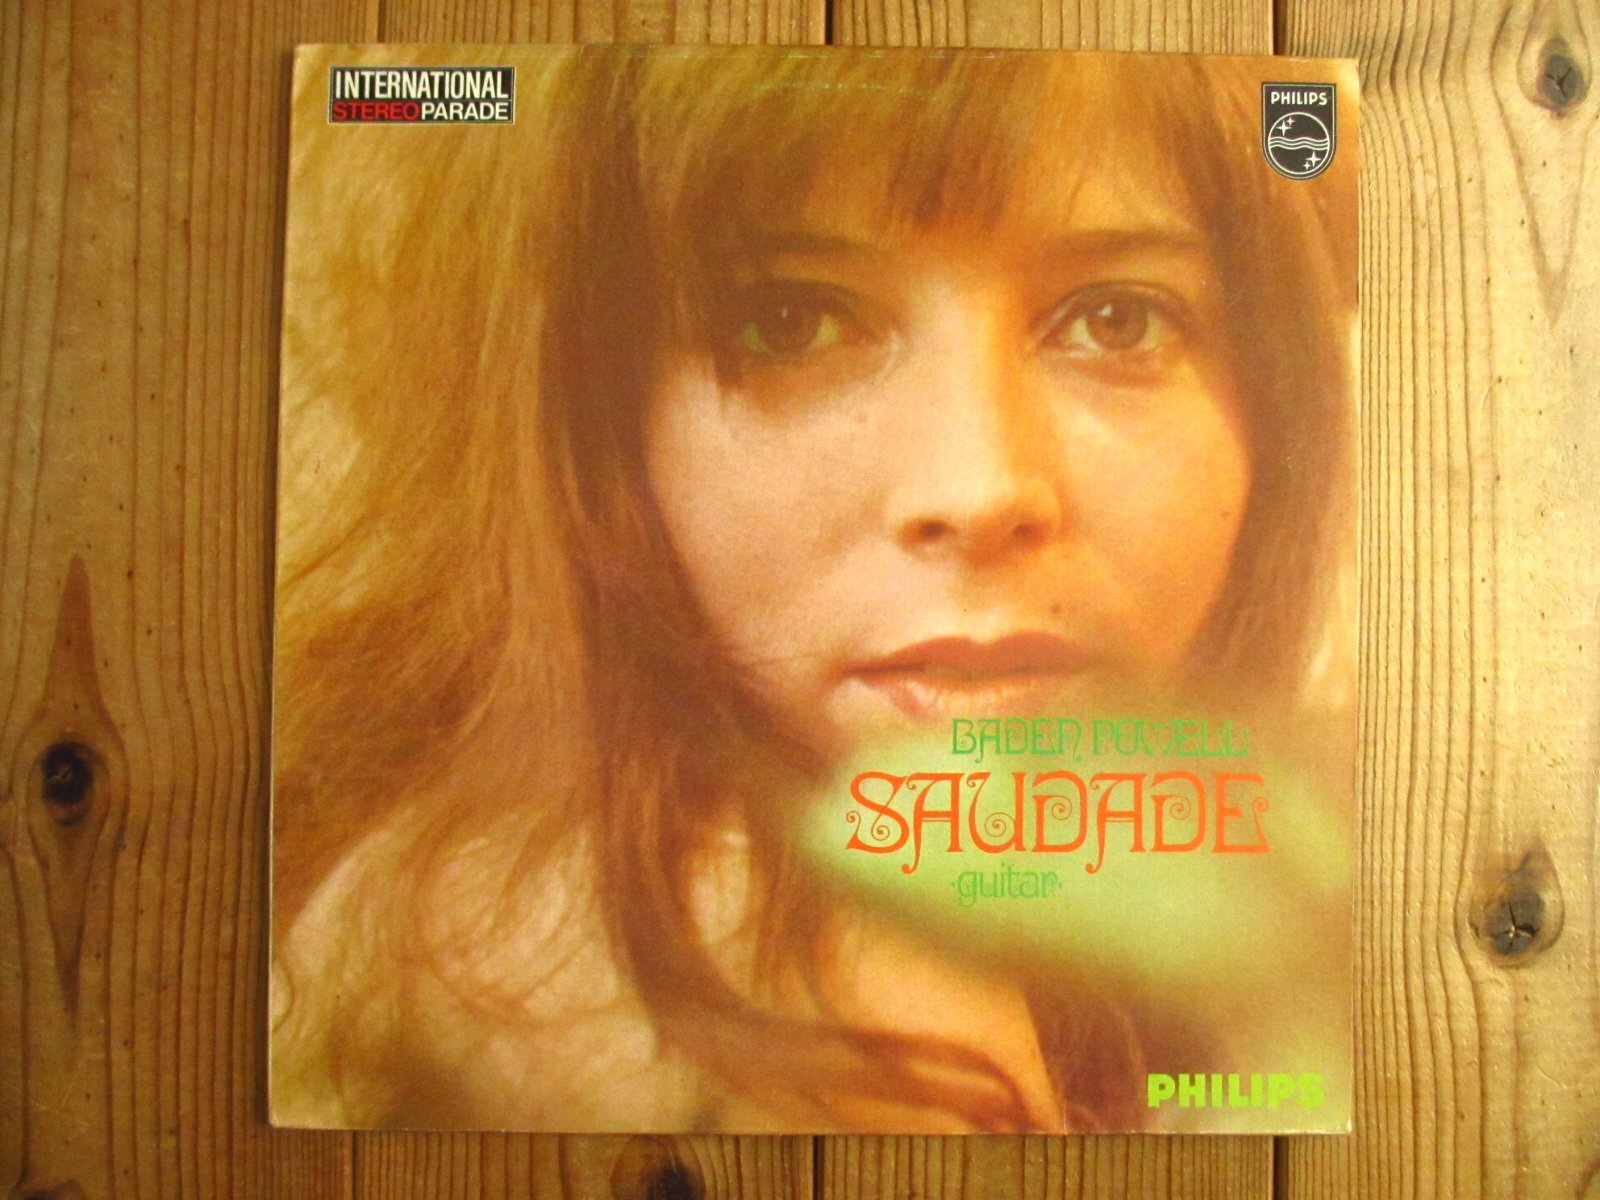 INTERNATIONAL
STEREO PARADE
PHILIPS
BADEN POWELL
SAUDADE
·guitar·
PHILIPS